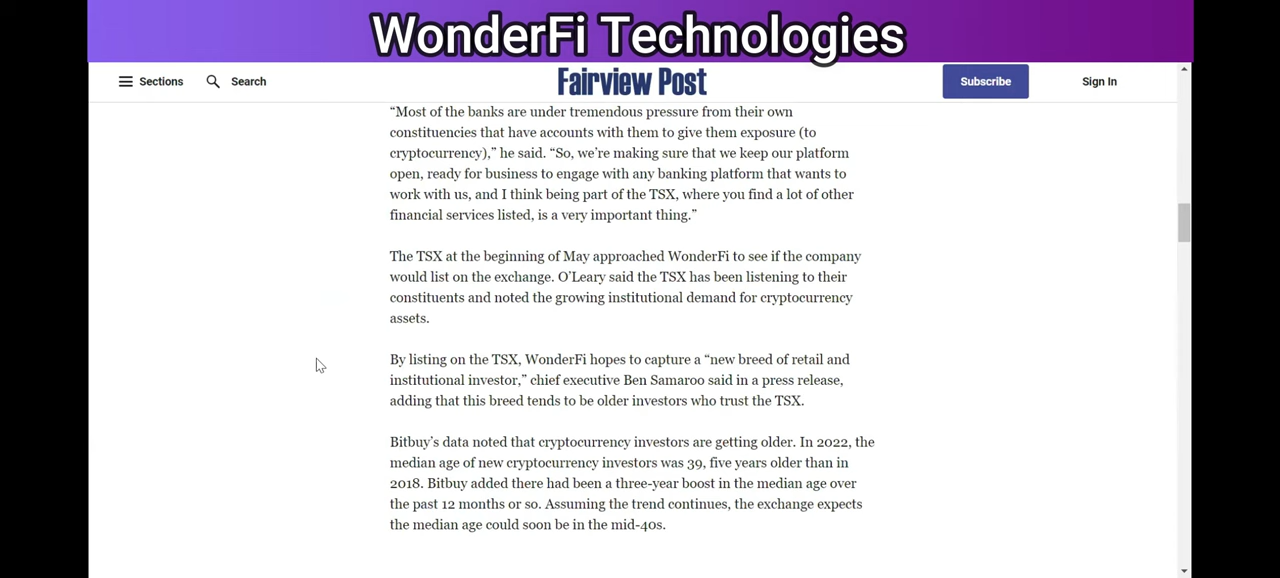 WonderFi Technologies
Sections
Search
Fairview Post
Subscribe
Sign In
“Most of the banks are under tremendous pressure from their own
constituencies that have accounts with them to give them exposure (to
cryptocurrency),” he said. “So, we’re making sure that we keep our platform
open, ready for business to engage with any banking platform that wants to
work with us, and I think being part of the TSX, where you find a lot of other
financial services listed, is a very important thing.”
The TSX at the beginning of May approached WonderFi to see if the company
would list on the exchange. O’Leary said the TSX has been listening to their
constituents and noted the growing institutional demand for cryptocurrency
assets.
By listing on the TSX, WonderFi hopes to capture a “new breed of retail and
institutional investor,” chief executive Ben Samaroo said in a press release,
adding that this breed tends to be older investors who trust the TSX.
Bitbuy’s data noted that cryptocurrency investors are getting older. In 2022, the
median age of new cryptocurrency investors was 39, five years older than in
2018. Bitbuy added there had been a three-year boost in the median age over
the past 12 months or so. Assuming the trend continues, the exchange expects
the median age could soon be in the mid-40s.